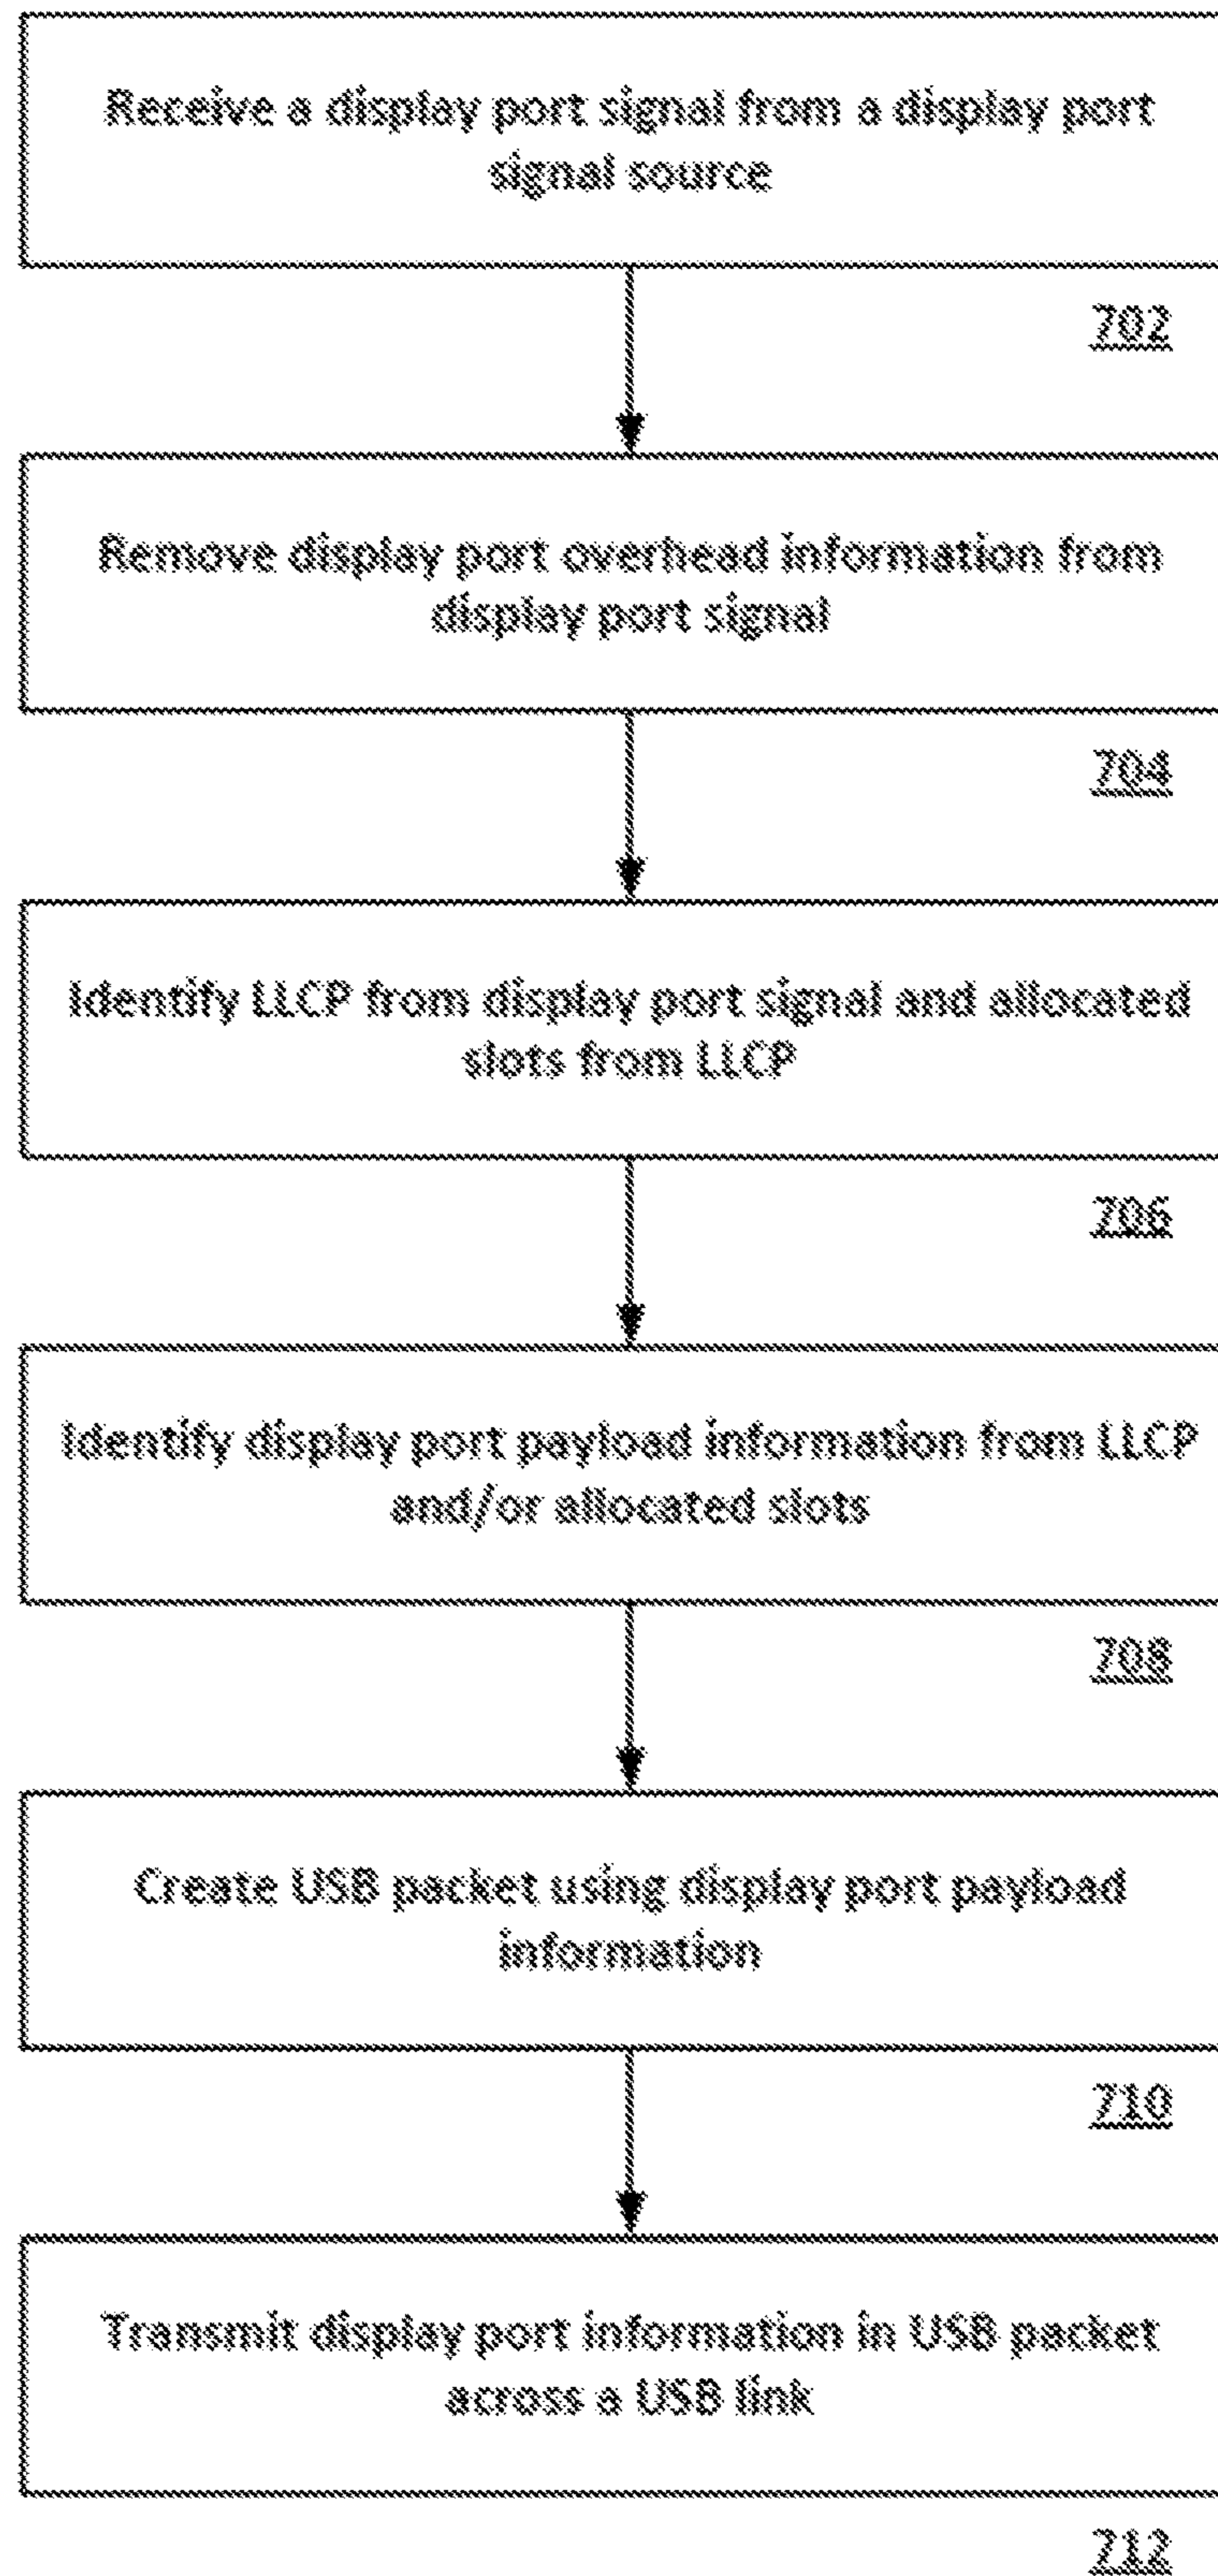 Receive a display port signal from a display port
signal source
702
Remove display port overhead information from
display port signal
704
Identify LLCP from display port signal and allocated
slots from LLCP
706
Identify display port payload information from LLCP
and/or allocated slots
708
Create USB packet using display port payload
information
710
Transmit display port information in USB packet
across a USB link
712